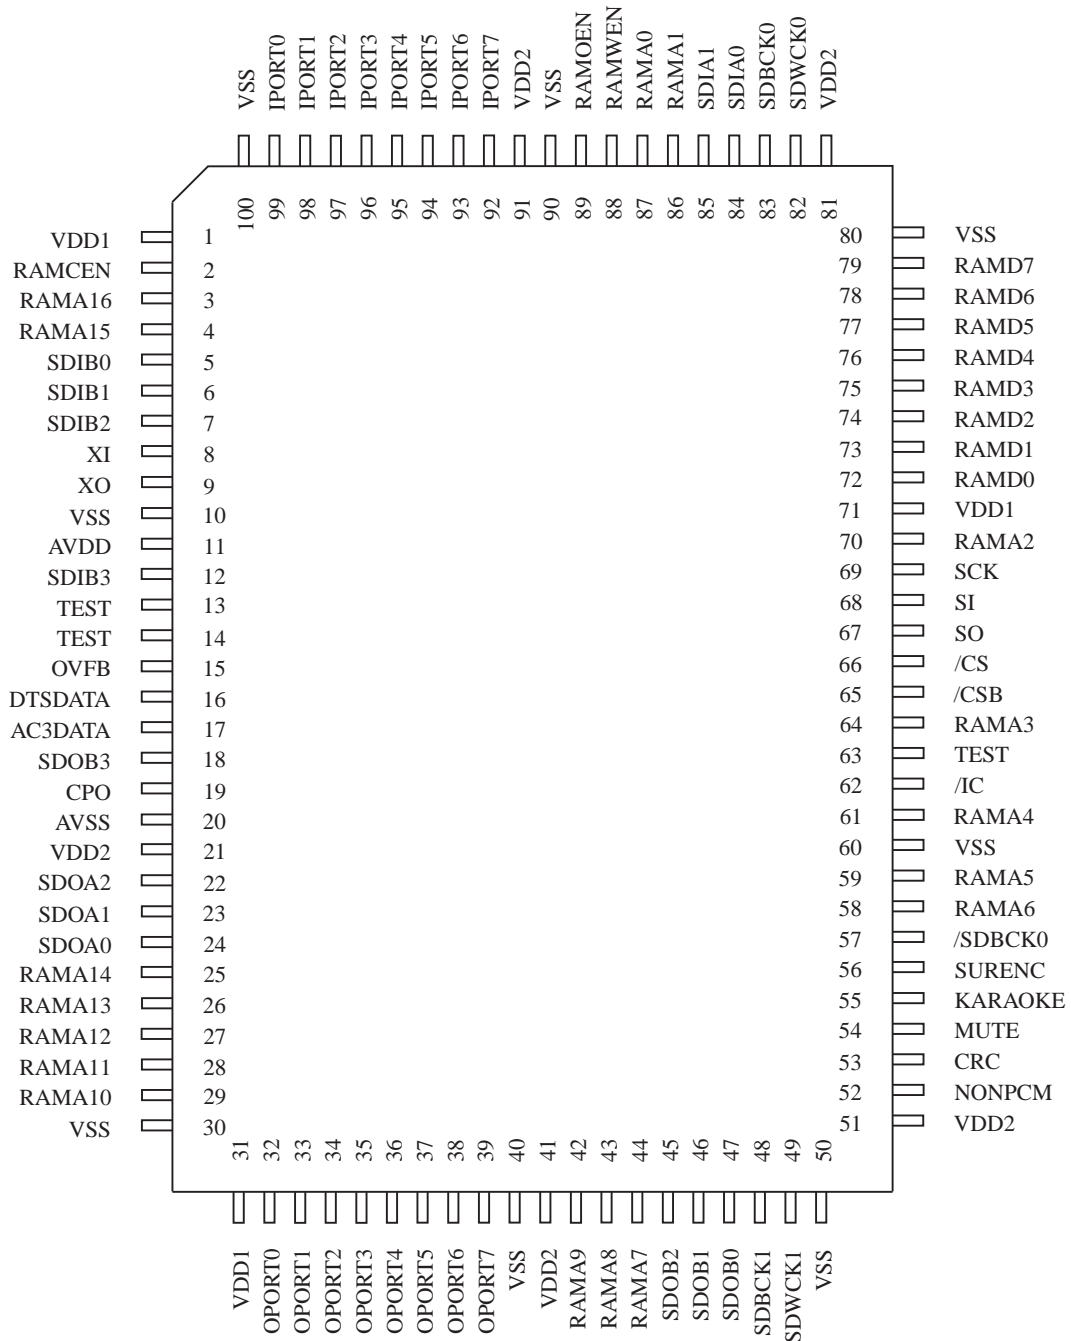 VSS
IPORT0
IPORT1
IPORT2
IPORT3
IPORT4
IPORT5
IPORT6
IPORT7
VDD2
VSS
RAMOEN
RAMWEN
RAMA0
RAMA1
SDIA1
SDIA0
SDBCK0
SDWCK0
VDD2
100
99
98
97
96
95
94
93
92
91
90
89
88
87
86
85
84
83
82
81
VDD1 1
RAMCEN 2
RAMA16 3
RAMA15 4
SDIB0 5
SDIB1 6
SDIB2 7
XI 8
XO 9
VSS 10
AVDD 11
SDIB3 12
TEST 13
TEST 14
OVFB 15
DTSDATA 16
AC3DATA 17
SDOB3 18
CPO 19
AVSS 20
VDD2 21
SDOA2 22
SDOA1 23
SDOA0 24
RAMA14 25
RAMA13 26
RAMA12 27
RAMA11 28
RAMA10 29
VSS 30
80 VSS
79 RAMD7
78 RAMD6
77 RAMD5
76 RAMD4
75 RAMD3
74 RAMD2
73 RAMD1
72 RAMD0
71 VDD1
70 RAMA2
69 SCK
68 SI
67 SO
66 /CS
65 /CSB
64 RAMA3
63 TEST
62 /IC
61 RAMA4
60 VSS
59 RAMA5
58 RAMA6
57 /SDBCK0
56 SURENC
55 KARAOKE
54 MUTE
53 CRC
52 NONPCM
51 VDD2
31
32
33
34
35
36
37
38
39
40
41
42
43
44
45
46
47
48
49
50
VDD1
OPORT0
OPORT1
OPORT2
OPORT3
OPORT4
OPORT5
OPORT6
OPORT7
VSS
VDD2
RAMA9
RAMA8
RAMA7
SDOB2
SDOB1
SDOB0
SDBCK1
SDWCK1
VSS